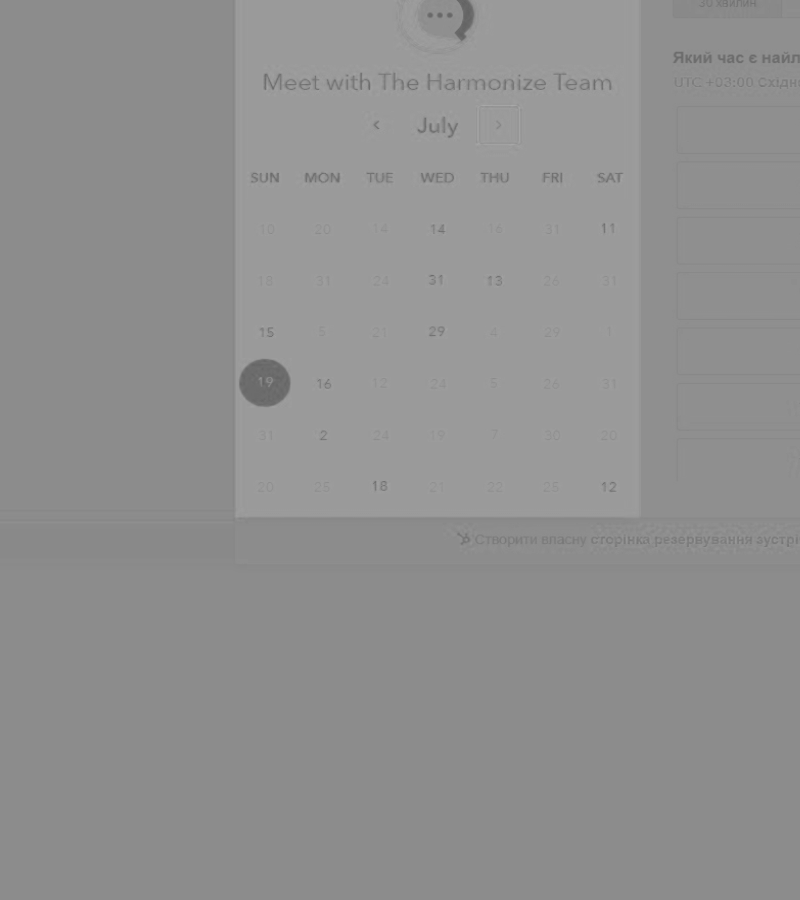 30 хвилин
Який час є найл
Meet with The Harmonize Team
UTC +03:00 Східн
July
SUN MON TUE WED THU FRI SAT
10 20 14 14 16 31 11
18 31 24 31 13 26 31
15 5 21 29 4 29 1
19 16 12 24 5 26 31
31 2 24 19 7 30 20
20 25 18 21 22 25 12
Створити власну сторінка резервування зустрі